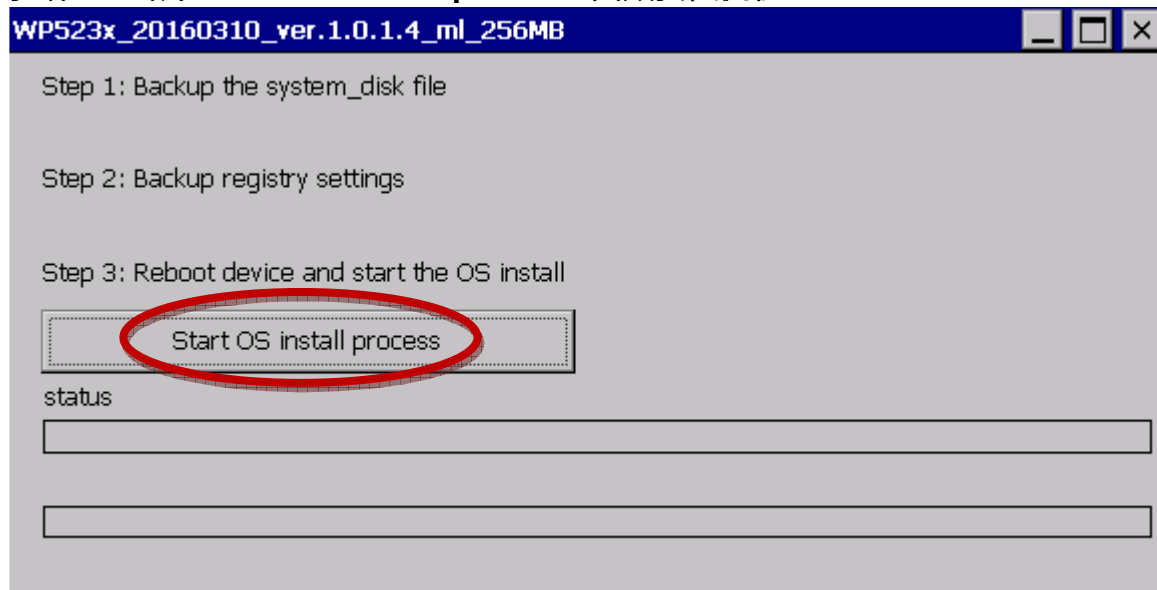 WP523x_20160310_ver.1.0.1.4_ml_256MB
Step 1: Backup the system_disk file
Step 2: Backup registry settings
Step 3: Reboot device and start the OS install
Start OS install process
status